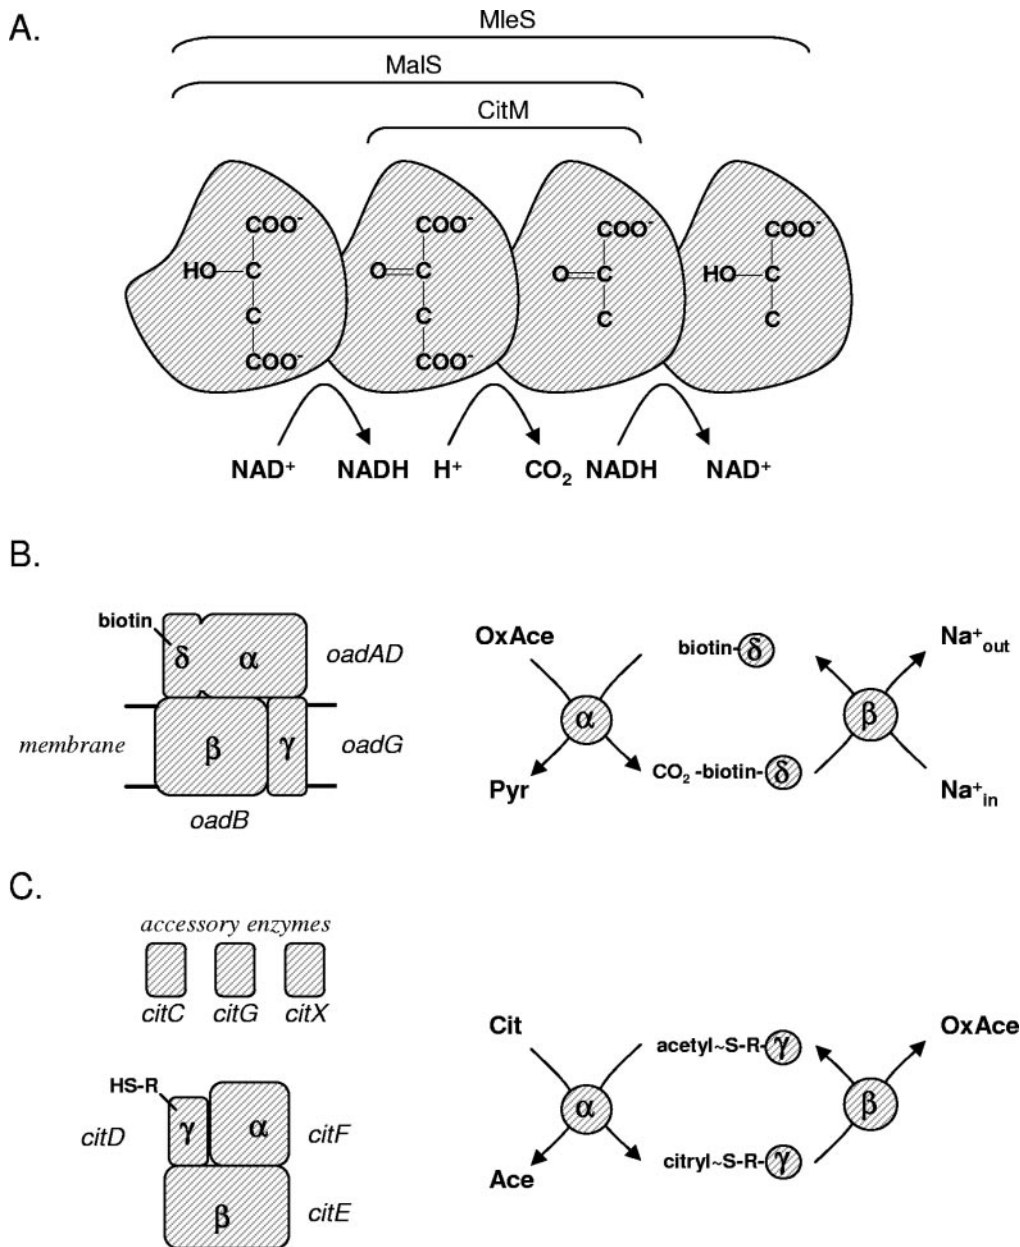 A.
MleS
MalS
CitM
COO⁻ COO⁻ COO⁻ COO⁻
HO C O C O C HO C
C C C C
COO⁻ COO⁻
NAD⁺ NADH H⁺ CO₂ NADH NAD⁺
B.
biotin
δ α oadAD
membrane β γ oadG
oadB
OxAce biotin-δ Na⁺out
α β
Pyr CO₂ -biotin-δ Na⁺in
C.
accessory enzymes
citC citG citX
HS-R
citD γ α citF
β citE
Cit acetyl~S-R-γ OxAce
α β
Ace citryl~S-R-γ